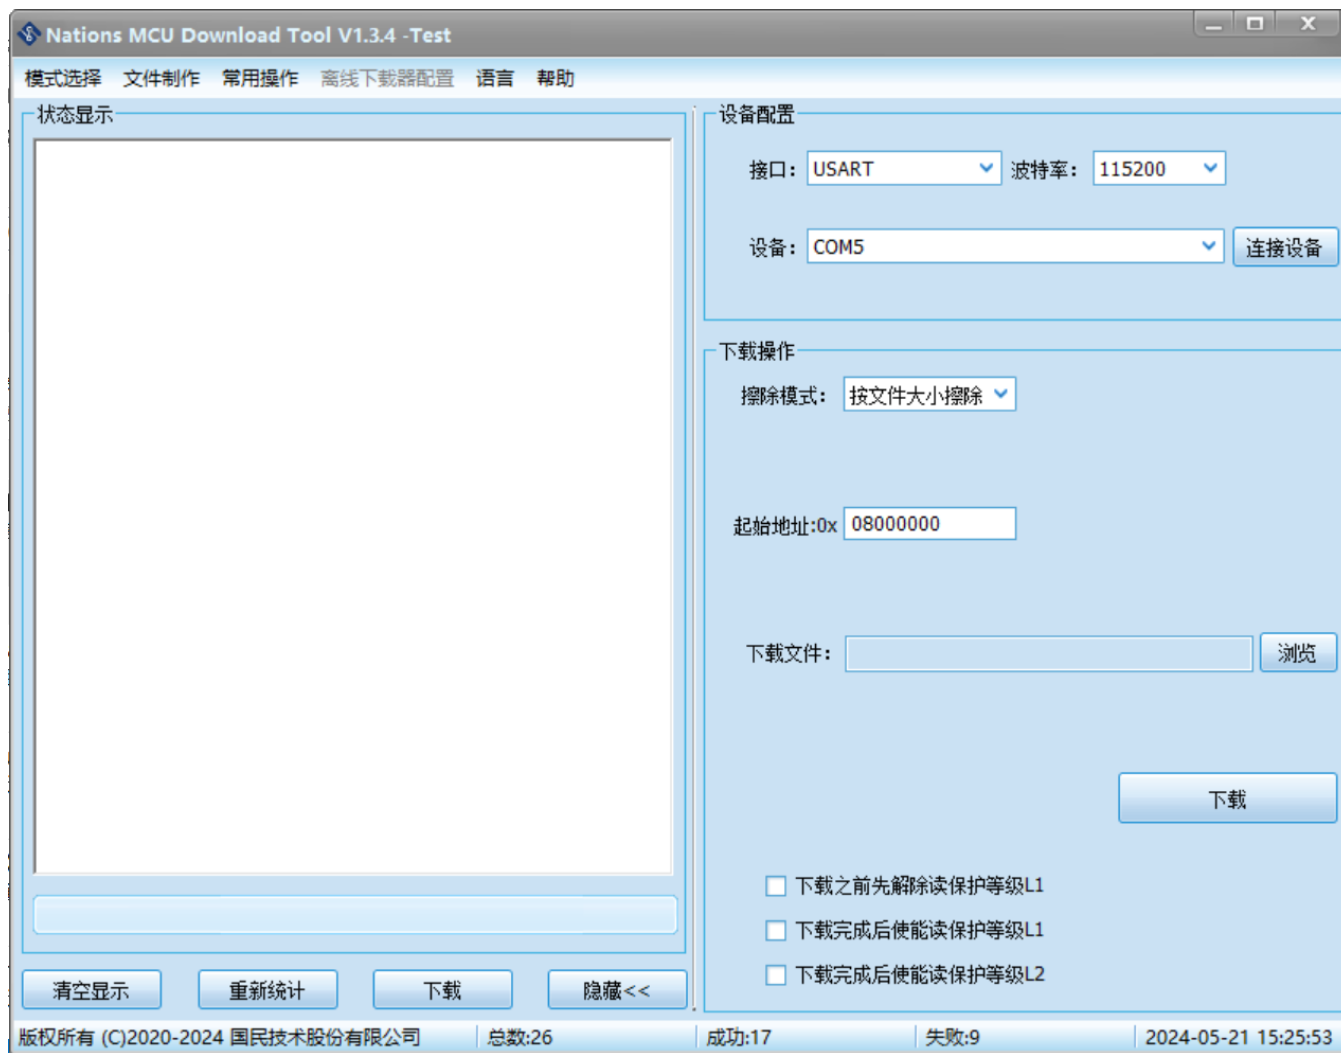 Nations MCU Download Tool V1.3.4 -Test
模式选择 文件制作 常用操作 离线下载器配置 语言 帮助
状态显示
设备配置
接口： USART 波特率： 115200
设备： COM5 连接设备
下载操作
擦除模式： 按文件大小擦除
起始地址:0x 08000000
下载文件： 浏览
下载
下载之前先解除读保护等级L1
下载完成后使能读保护等级L1
下载完成后使能读保护等级L2
清空显示 重新统计 下载 隐藏<<
版权所有 (C)2020-2024 国民技术股份有限公司 总数:26 成功:17 失败:9 2024-05-21 15:25:53